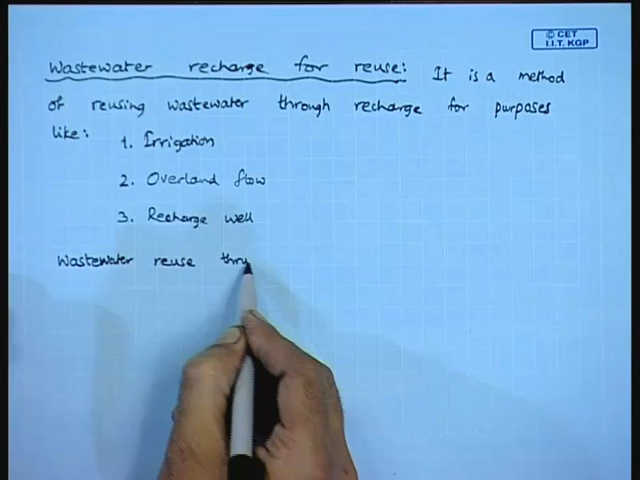 © CET
I.I.T. KGP
Wastewater recharge for reuse: It is a method
of reusing wastewater through recharge for purposes
like:
1. Irrigation
2. Overland flow
3. Recharge well
Wastewater reuse thru